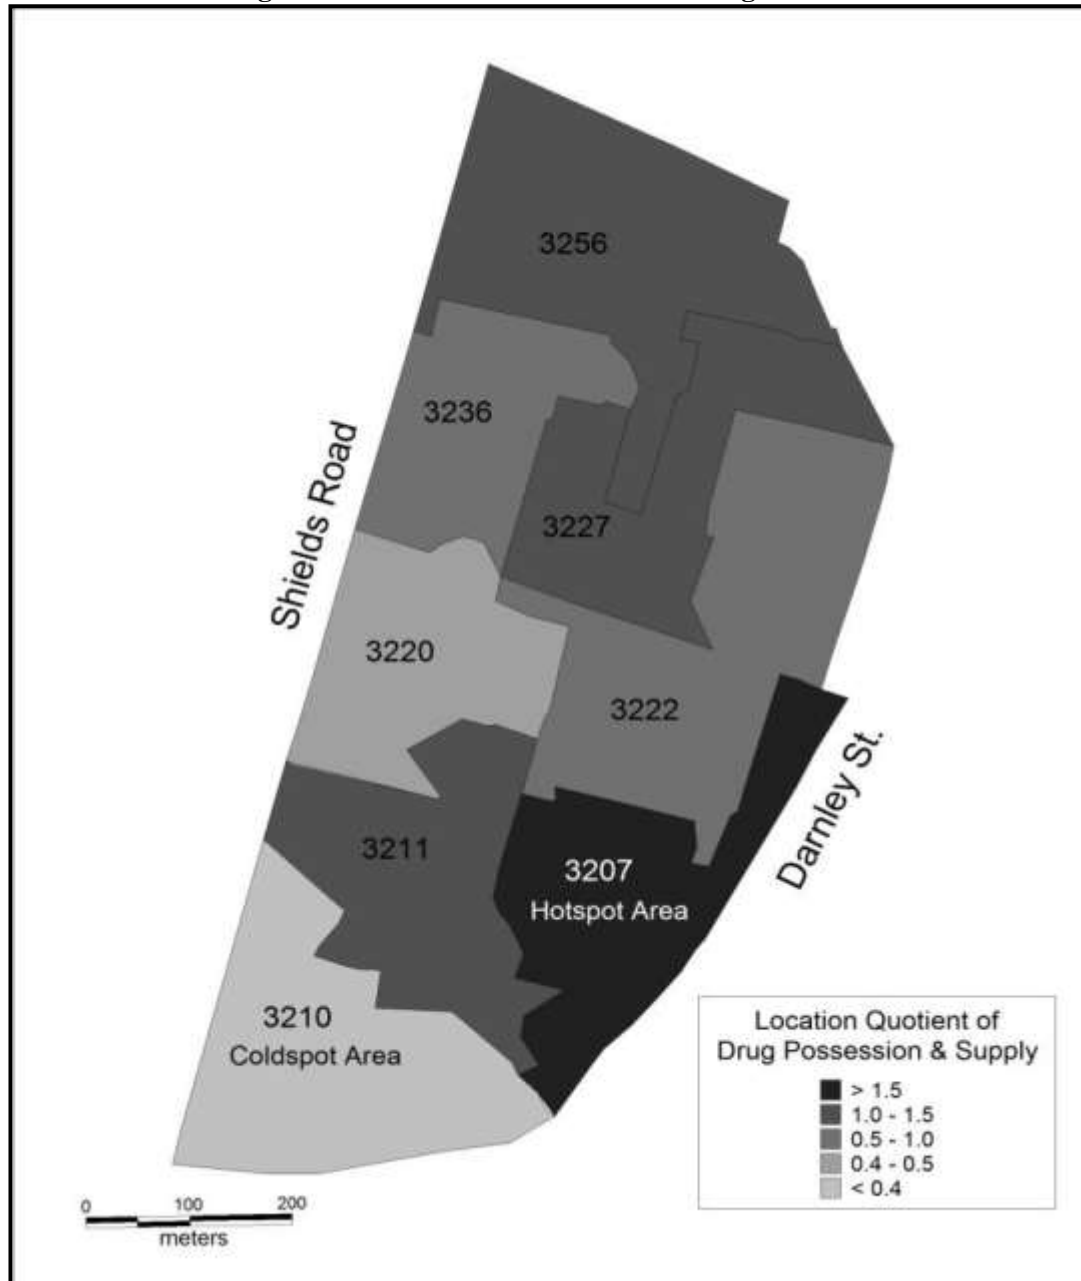 3256
3236
3227
Shields Road
3220
3222
Darnley St.
3211
3207
Hotspot Area
3210
Coldspot Area
Location Quotient of
Drug Possession & Supply
> 1.5
1.0 - 1.5
0.5 - 1.0
0.4 - 0.5
< 0.4
0 100 200
meters